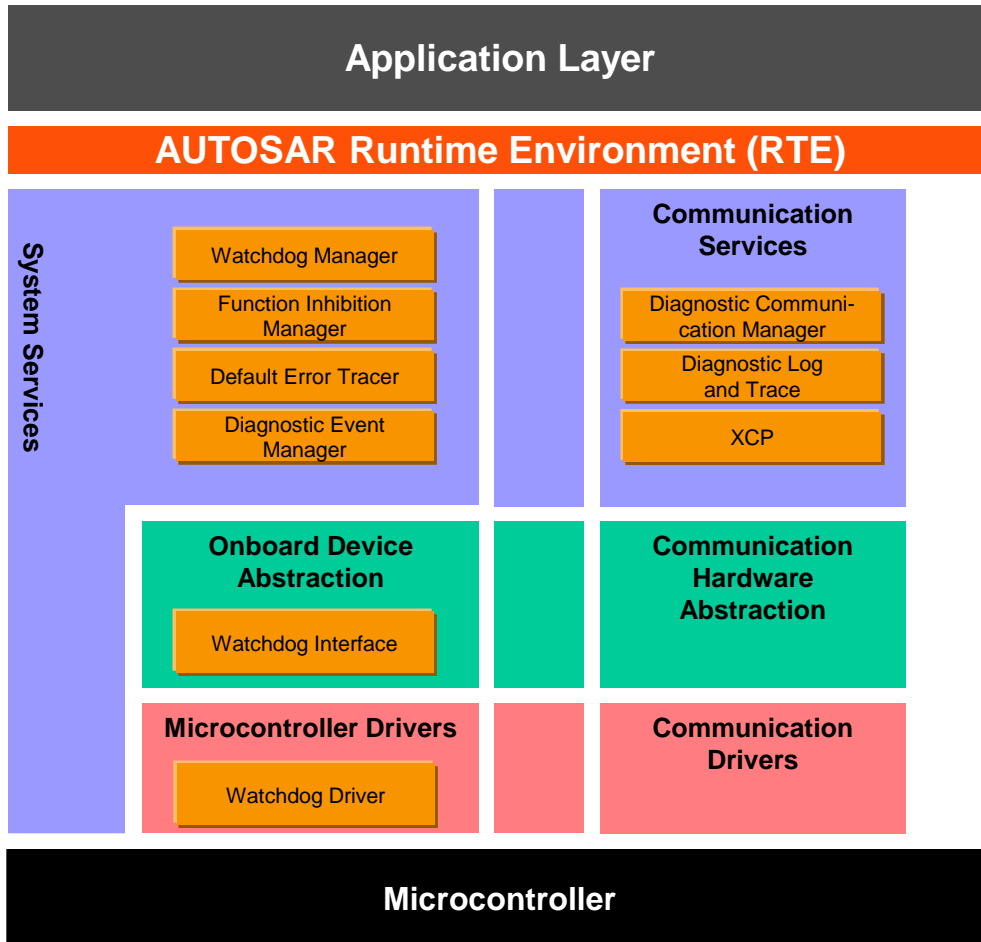 Application Layer
AUTOSAR Runtime Environment (RTE)
System Services
Watchdog Manager
Function Inhibition
Manager
Default Error Tracer
Diagnostic Event
Manager
Communication
Services
Diagnostic Communi-
cation Manager
Diagnostic Log
and Trace
XCP
Onboard Device
Abstraction
Watchdog Interface
Communication
Hardware
Abstraction
Microcontroller Drivers
Watchdog Driver
Communication
Drivers
Microcontroller